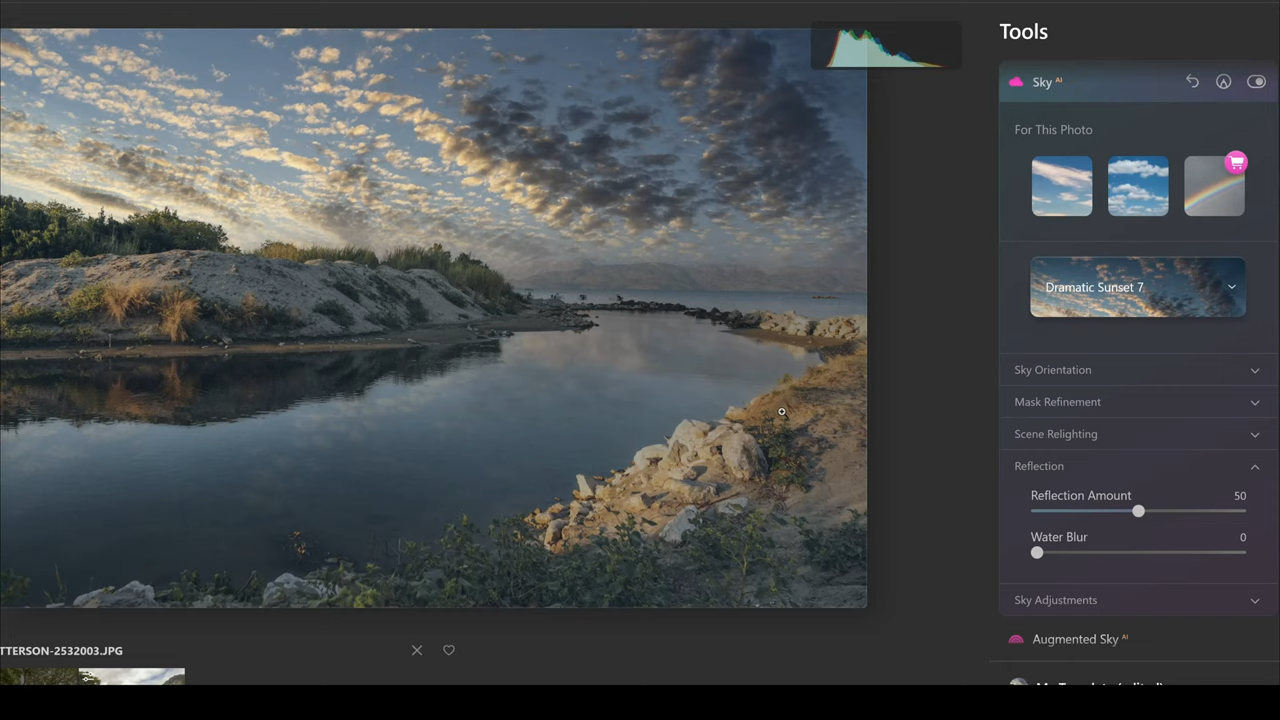 Tools
Sky AI
For This Photo
Dramatic Sunset 7
Sky Orientation
Mask Refinement
Scene Relighting
Reflection
Reflection Amount 50
Water Blur 0
Sky Adjustments
Augmented Sky AI
TTERSON-2532003.JPG